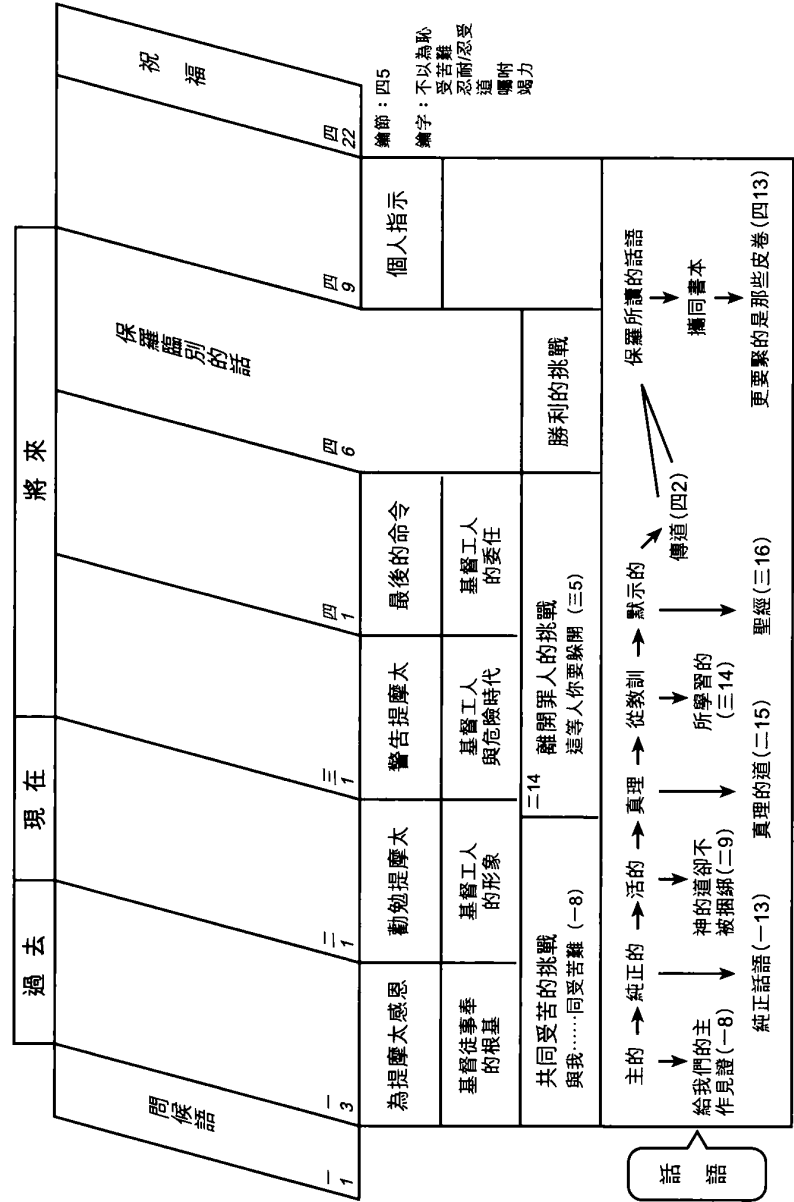 過去
現在
將來
問候語
保羅臨別的話
祝福
一1
一3
二1
三1
四1
四6
四9
四22
為提摩太感恩
勸勉提摩太
警告提摩太
最後的命令
個人指示
基督徒事奉
的根基
基督工人
的形象
基督工人
與危險時代
基督工人
的委任
共同受苦的挑戰
與我……同受苦難（一8）
二14
離開罪人的挑戰
這等人你要躲開（三5）
勝利的挑戰
鑰節：四5
鑰字：不以為恥
受苦難
忍耐/忍受
道
囑咐
竭力
話語
主的→純正的→活的→真理→從教訓→默示的
傳道（四2）
保羅所讀的話語
給我們的主
作見證（一8）
純正話語（一13）
神的道卻不
被捆綁（二9）
真理的道（二15）
所學習的
（三14）
聖經（三16）
攜同書本
更要緊的是那些皮卷（四13）